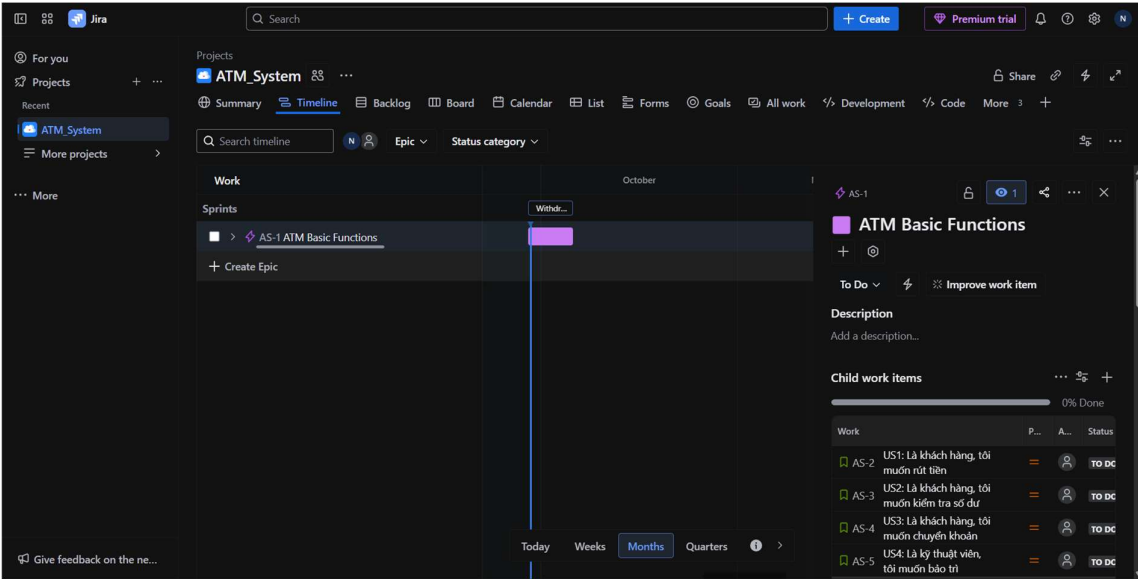 Jira
Search
+ Create
Premium trial
N
For you
Projects
Recent
ATM_System
More projects
More
Projects
ATM_System
Share
Summary
Timeline
Backlog
Board
Calendar
List
Forms
Goals
All work
Development
Code
More 3
Search timeline
N
Epic
Status category
Work
October
Sprints
Withdr...
AS-1 ATM Basic Functions
+ Create Epic
AS-1
1
ATM Basic Functions
To Do
Improve work item
Description
Add a description...
Child work items
0% Done
Work
P...
A...
Status
AS-2
US1: Là khách hàng, tôi
muốn rút tiền
TO DO
AS-3
US2: Là khách hàng, tôi
muốn kiểm tra số dư
TO DO
AS-4
US3: Là khách hàng, tôi
muốn chuyển khoản
TO DO
AS-5
US4: Là kỹ thuật viên,
tôi muốn bảo trì
TO DO
Today
Weeks
Months
Quarters
Give feedback on the ne...